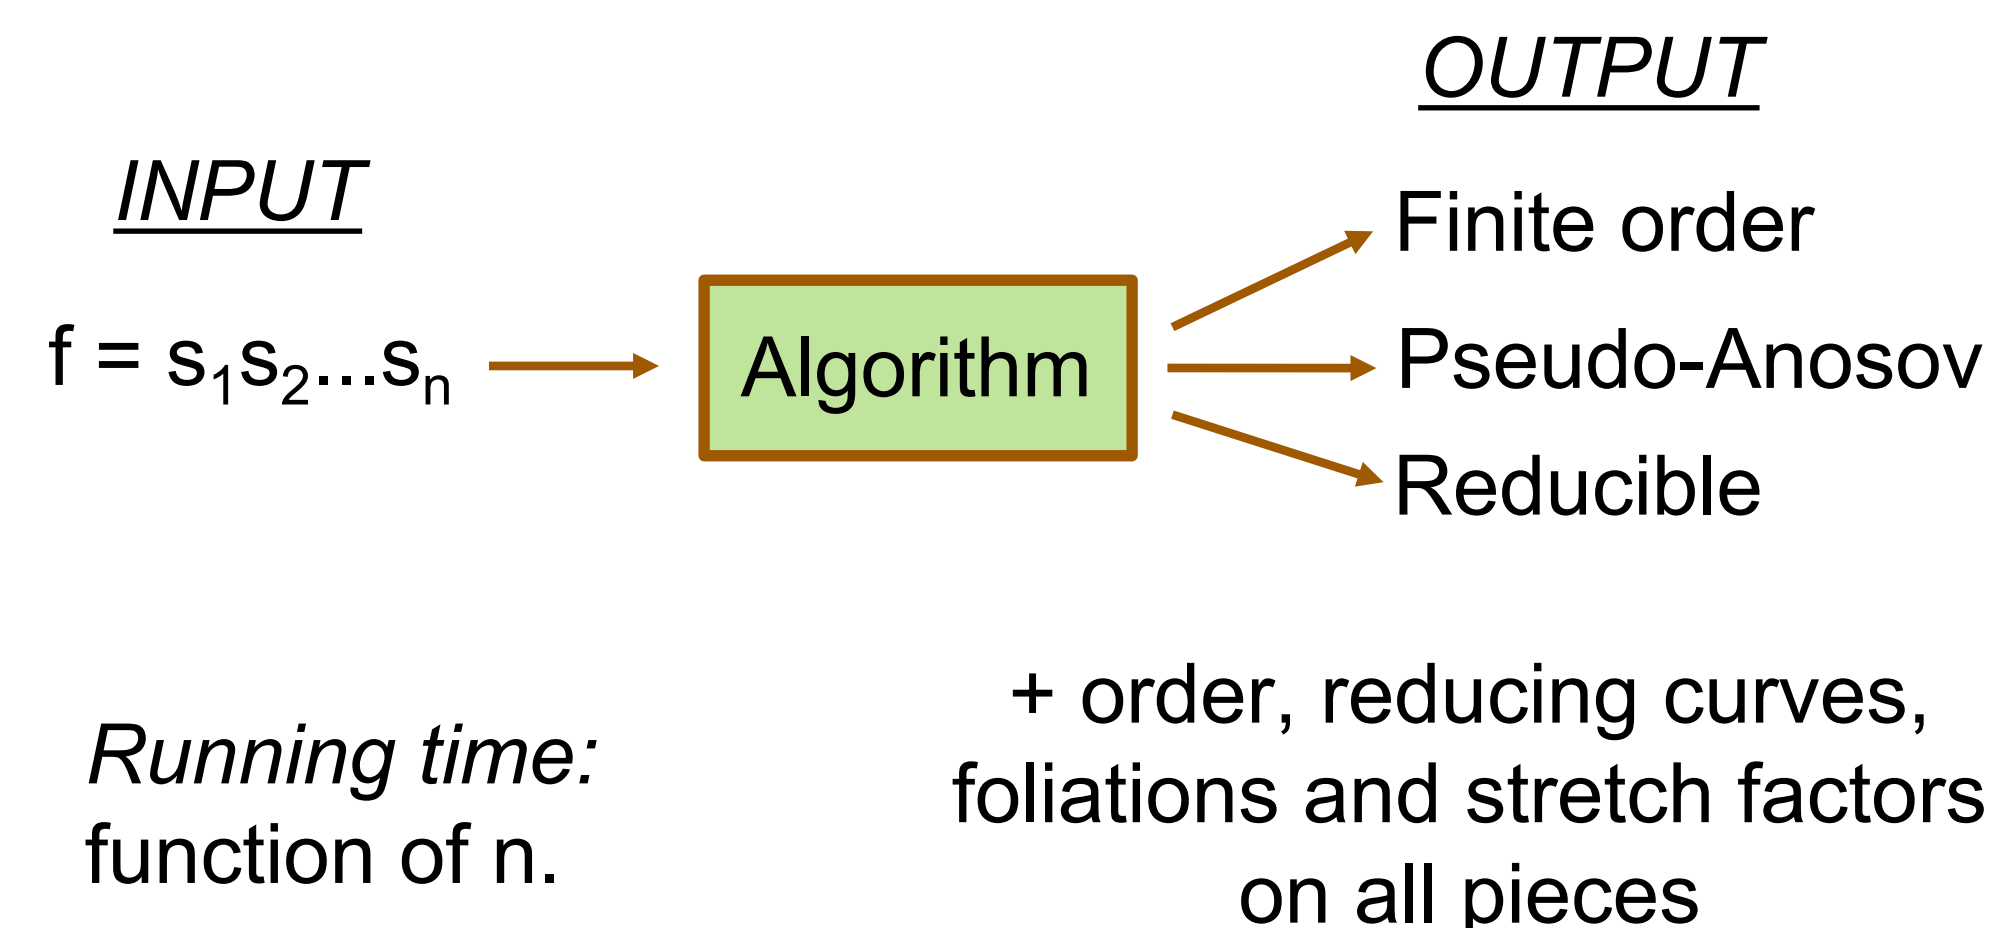 INPUT
f = s₁s₂...sₙ
Algorithm
OUTPUT
Finite order
Pseudo-Anosov
Reducible
Running time:
function of n.
+ order, reducing curves,
foliations and stretch factors
on all pieces